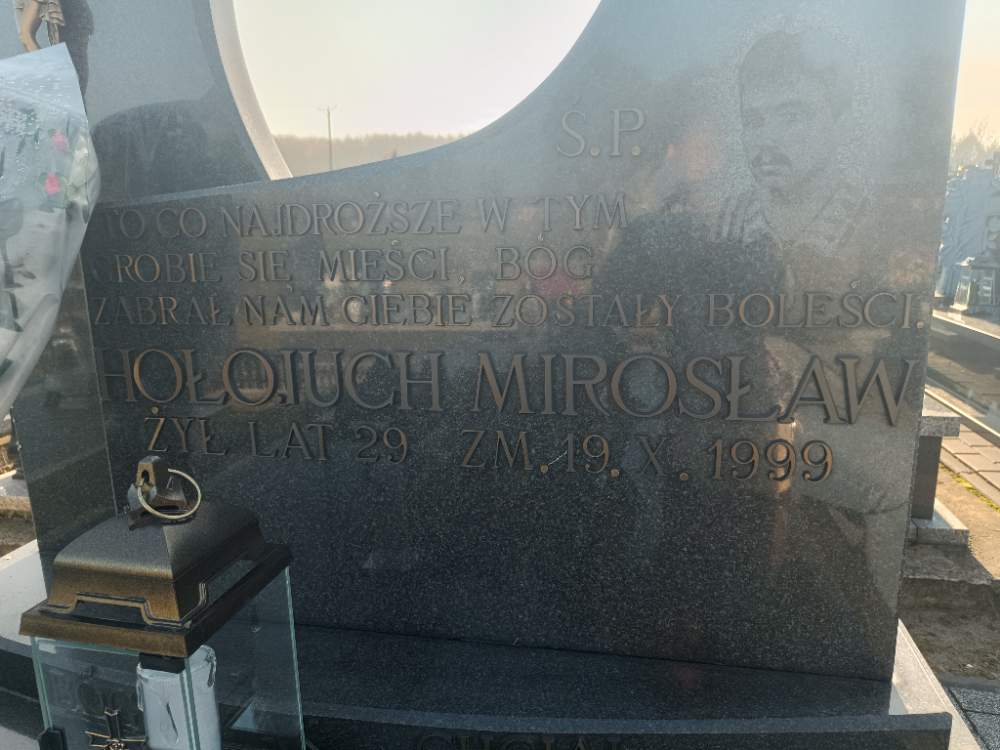 Ś.P.
TO CO NAJDROŻSZE W TYM
GROBIE SIĘ MIEŚCI, BÓG
ZABRAŁ NAM CIEBIE ZOSTAŁY BOLEŚCI.
HOŁOJUCH MIROSŁAW
ŻYŁ LAT 29 ZM. 19. X. 1999